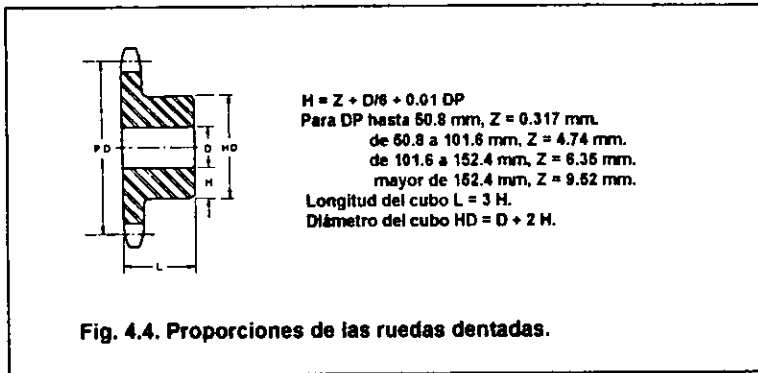 H = Z + D/6 + 0.01 DP
Para DP hasta 50.8 mm, Z = 0.317 mm.
de 50.8 a 101.6 mm, Z = 4.74 mm.
de 101.6 a 152.4 mm, Z = 6.35 mm.
mayor de 152.4 mm, Z = 9.52 mm.
Longitud del cubo L = 3 H.
Diámetro del cubo HD = D + 2 H.
PD
D
HD
H
L
Fig. 4.4. Proporciones de las ruedas dentadas.